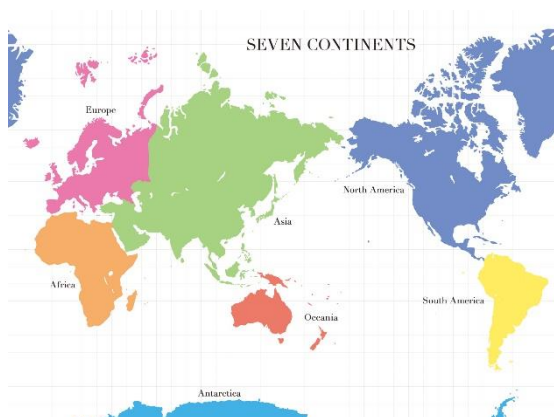 SEVEN CONTINENTS
Europe
North America
Asia
Africa
South America
Oceania
Antarctica